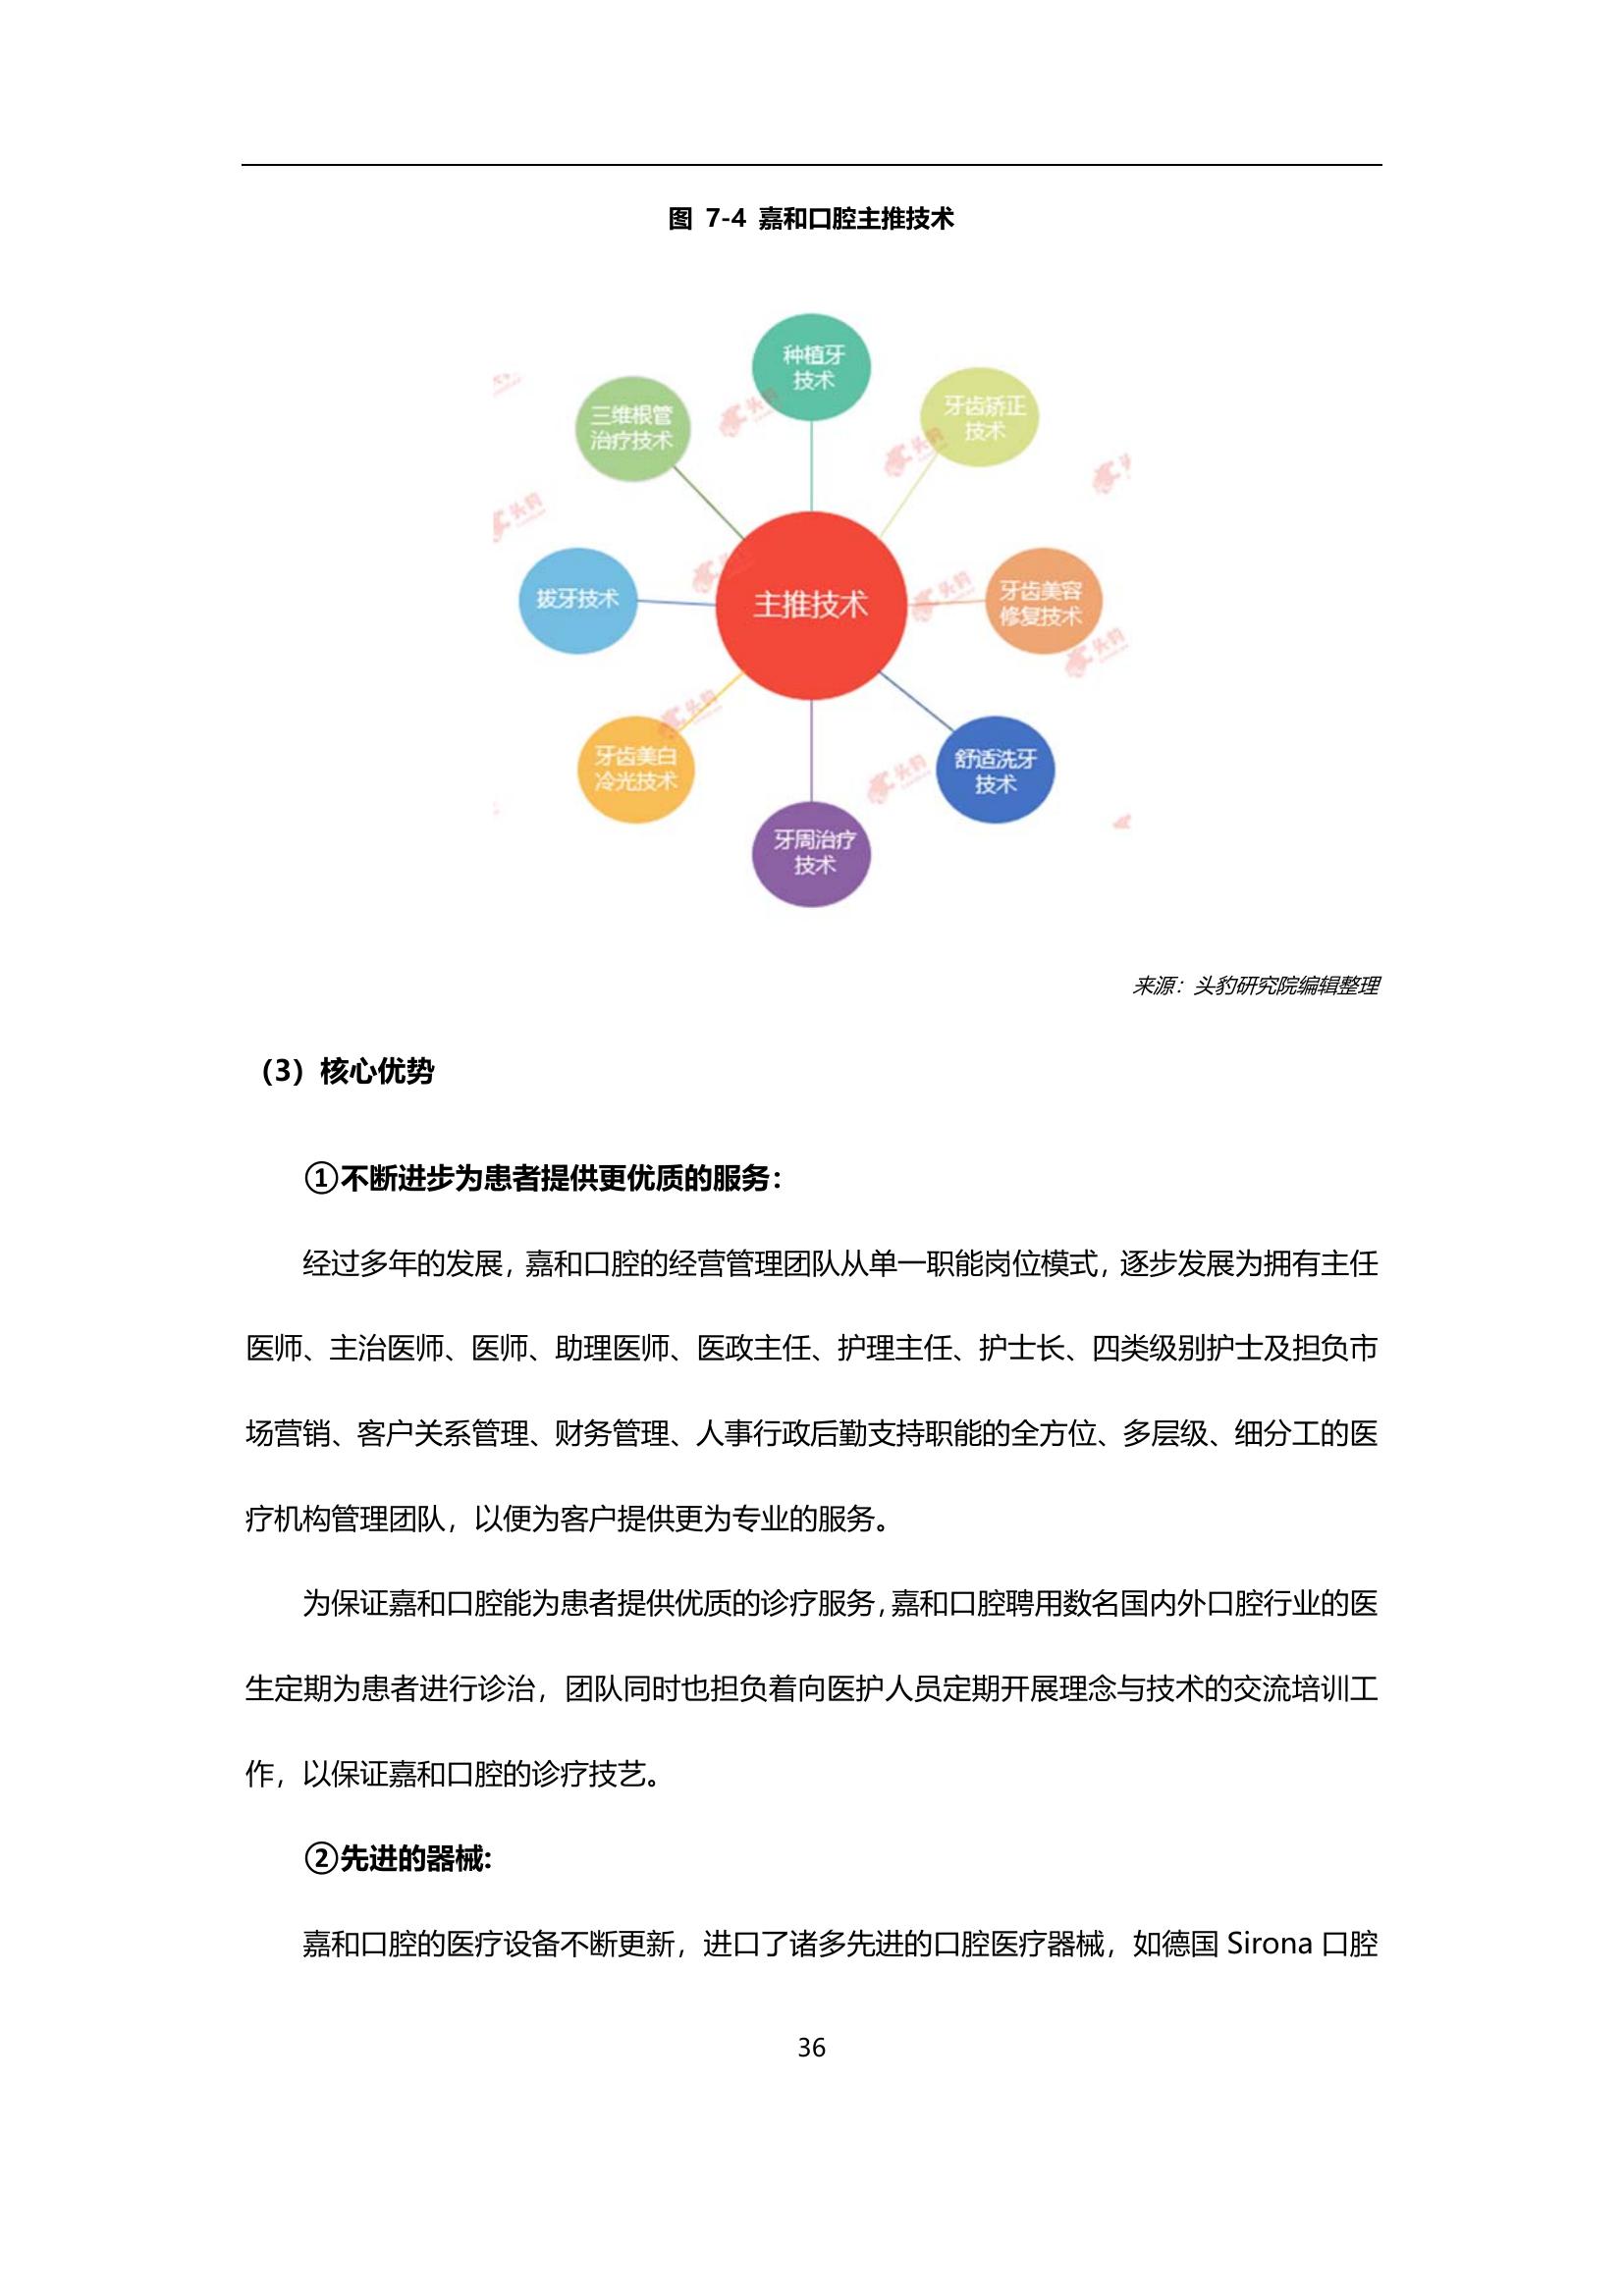 图 7-4 嘉和口腔主推技术
种植牙
技术
牙齿矫正
技术
三维根管
治疗技术
拔牙技术
主推技术
牙齿美容
修复技术
牙齿美白
冷光技术
舒适洗牙
技术
牙周治疗
技术
头豹
头豹
头豹
头豹
头豹
头豹
来源：头豹研究院编辑整理
（3）核心优势
①不断进步为患者提供更优质的服务：
经过多年的发展，嘉和口腔的经营管理团队从单一职能岗位模式，逐步发展为拥有主任
医师、主治医师、医师、助理医师、医政主任、护理主任、护士长、四类级别护士及担负市
场营销、客户关系管理、财务管理、人事行政后勤支持职能的全方位、多层级、细分工的医
疗机构管理团队，以便为客户提供更为专业的服务。
为保证嘉和口腔能为患者提供优质的诊疗服务，嘉和口腔聘用数名国内外口腔行业的医
生定期为患者进行诊治，团队同时也担负着向医护人员定期开展理念与技术的交流培训工
作，以保证嘉和口腔的诊疗技艺。
②先进的器械:
嘉和口腔的医疗设备不断更新，进口了诸多先进的口腔医疗器械，如德国 Sirona 口腔
36